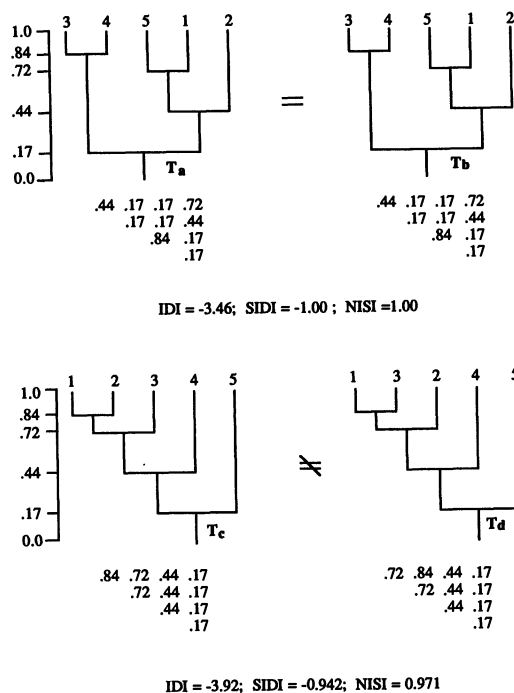 1.0 3 4 5 1 2 3 4 5 1 2
.84
.72
.44
=
.17
0.0 Ta Tb
.44 .17 .17 .72 .44 .17 .17 .72
.17 .17 .44 .17 .17 .44
.84 .17 .84 .17
.17 .17
IDI = -3.46; SIDI = -1.00 ; NISI =1.00
1.0 1 2 3 4 5 1 3 2 4 5
.84
.72
.44
≠
.17
0.0 Tc Td
.84 .72 .44 .17 .72 .84 .44 .17
.72 .44 .17 .72 .44 .17
.44 .17 .44 .17
.17 .17
IDI = -3.92; SIDI = -0.942; NISI = 0.971